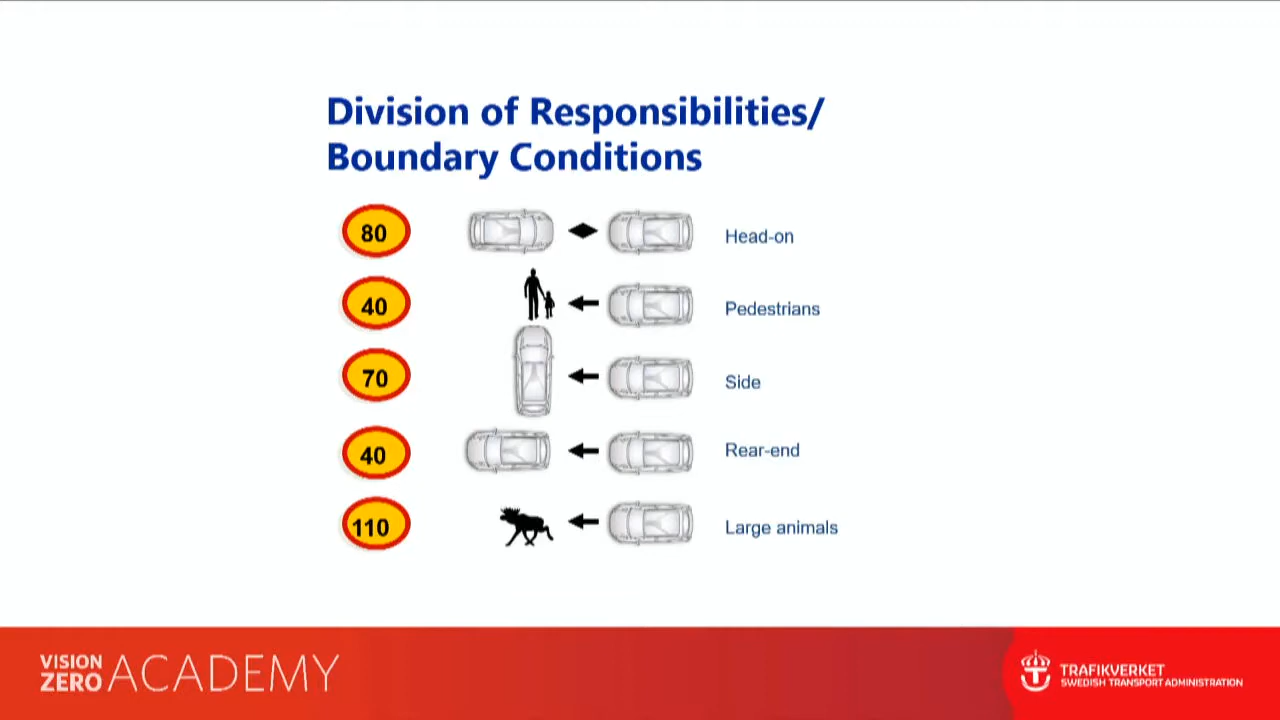 Division of Responsibilities/
Boundary Conditions
80
Head-on
40
Pedestrians
70
Side
40
Rear-end
110
Large animals
VISION
ZERO ACADEMY
TRAFIKVERKET
SWEDISH TRANSPORT ADMINISTRATION